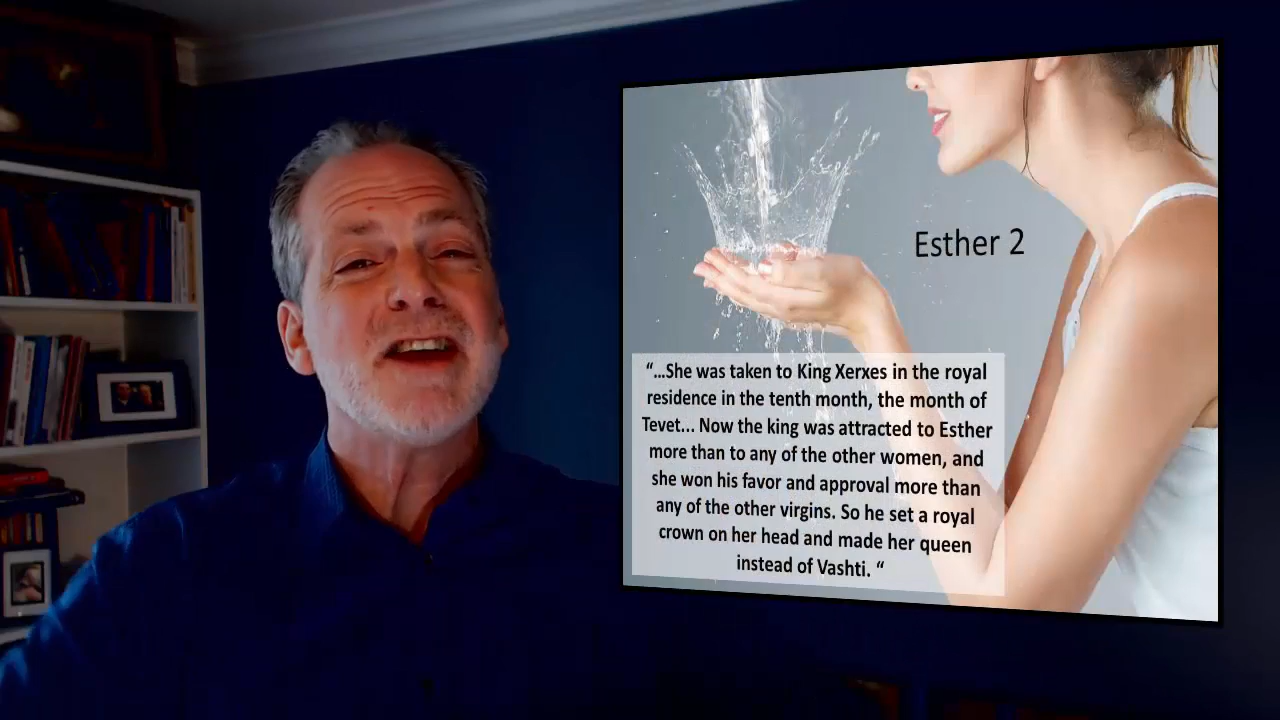 Esther 2
“…She was taken to King Xerxes in the royal
residence in the tenth month, the month of
Tevet... Now the king was attracted to Esther
more than to any of the other women, and
she won his favor and approval more than
any of the other virgins. So he set a royal
crown on her head and made her queen
instead of Vashti. “